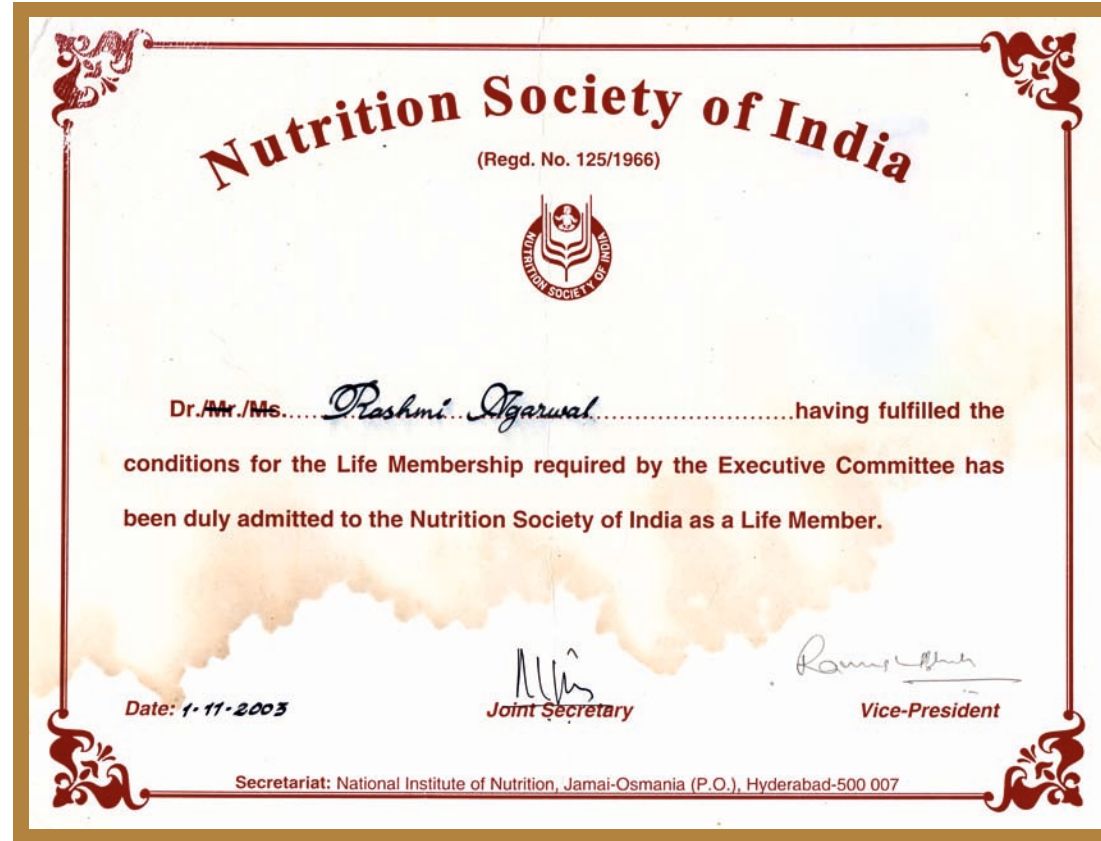 Nutrition Society of India
(Regd. No. 125/1966)
NUTRITION SOCIETY OF INDIA
Dr./Mr./Ms. Rashmi Agarwal having fulfilled the
conditions for the Life Membership required by the Executive Committee has
been duly admitted to the Nutrition Society of India as a Life Member.
Date: 1-11-2003 Joint Secretary Vice-President
Secretariat: National Institute of Nutrition, Jamai-Osmania (P.O.), Hyderabad-500 007